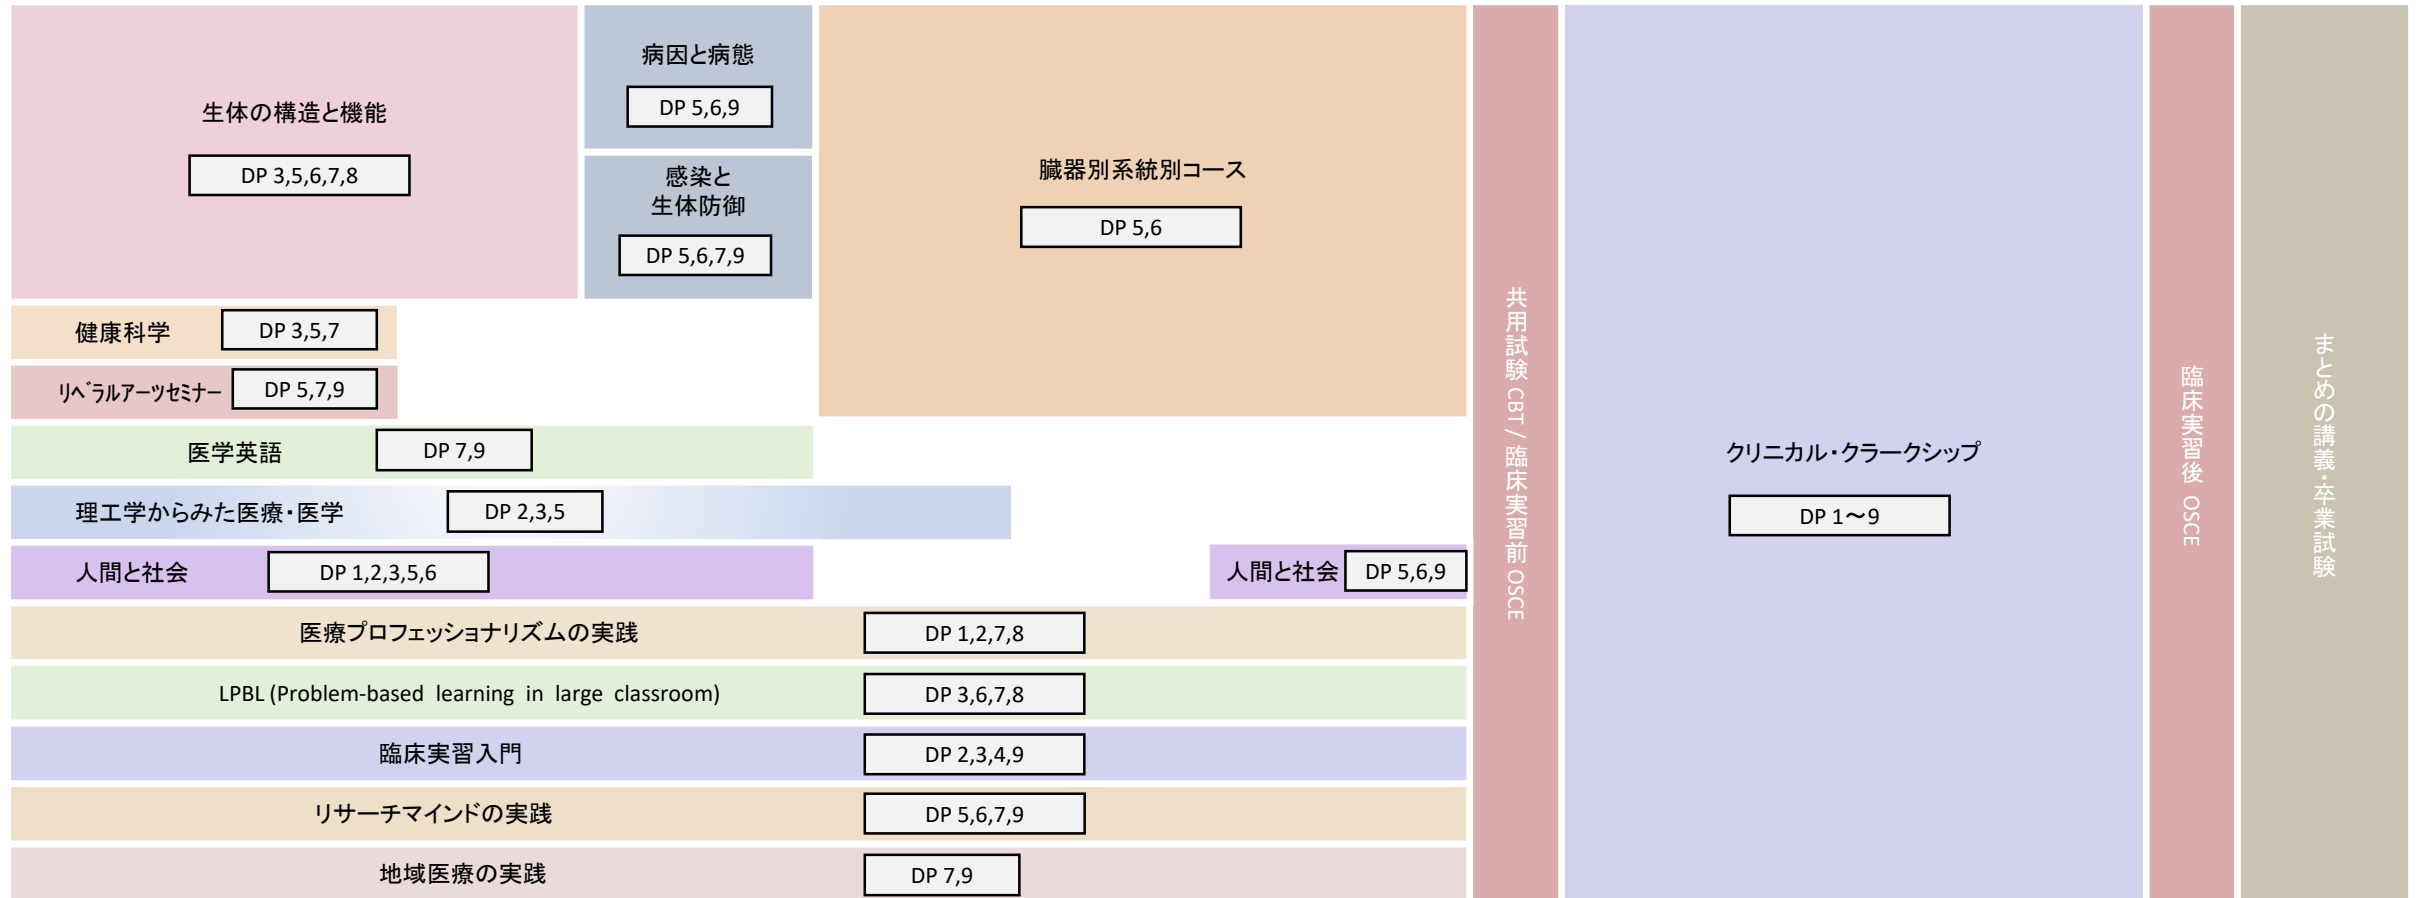 生体の構造と機能
DP 3,5,6,7,8
病因と病態
DP 5,6,9
感染と
生体防御
DP 5,6,7,9
臓器別系統別コース
DP 5,6
健康科学
DP 3,5,7
ﾘﾍﾞﾗﾙｱｰﾂｾﾐﾅｰ
DP 5,7,9
医学英語
DP 7,9
理工学からみた医療・医学
DP 2,3,5
人間と社会
DP 1,2,3,5,6
人間と社会
DP 5,6,9
医療プロフェッショナリズムの実践
DP 1,2,7,8
LPBL (Problem-based learning in large classroom)
DP 3,6,7,8
臨床実習入門
DP 2,3,4,9
リサーチマインドの実践
DP 5,6,7,9
地域医療の実践
DP 7,9
共用試験 CBT / 臨床実習前 OSCE
クリニカル・クラークシップ
DP 1～9
臨床実習後 OSCE
まとめの講義・卒業試験